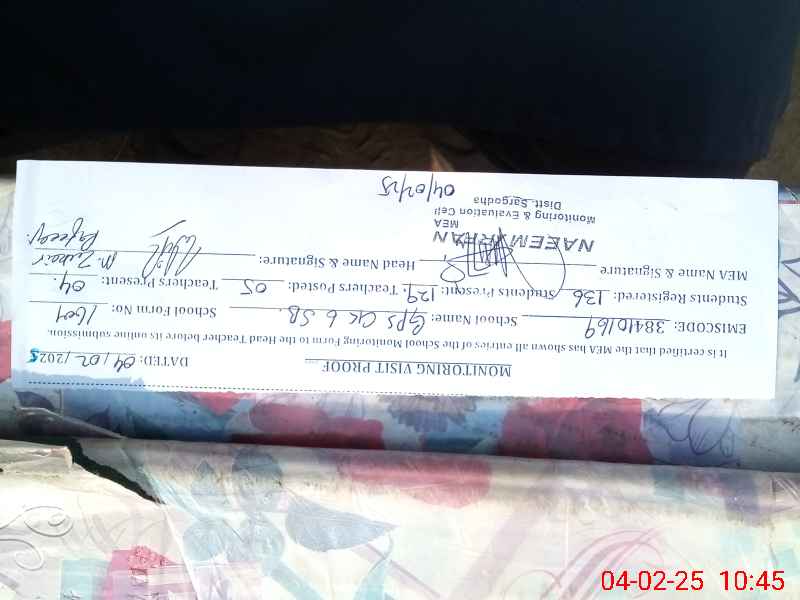 MONITORING VISIT PROOF
DATED: 04/02/2025
It is certified that the MEA has shown all the entries of the School Monitoring Form to the Head Teacher before its online submission.
EMISCODE: 38410169 School Name: GPS CK 6 SB. School Form No: 1601
Students Registered: 136 Students Present: 129. Teachers Posted: 05 Teachers Present: 04.
MEA Name & Signature Head Name & Signature: M. Zubair
NAEEM IRFAN
MEA
Monitoring & Evaluation Cell
Distt. Sargodha
04/02/25
04-02-25 10:45